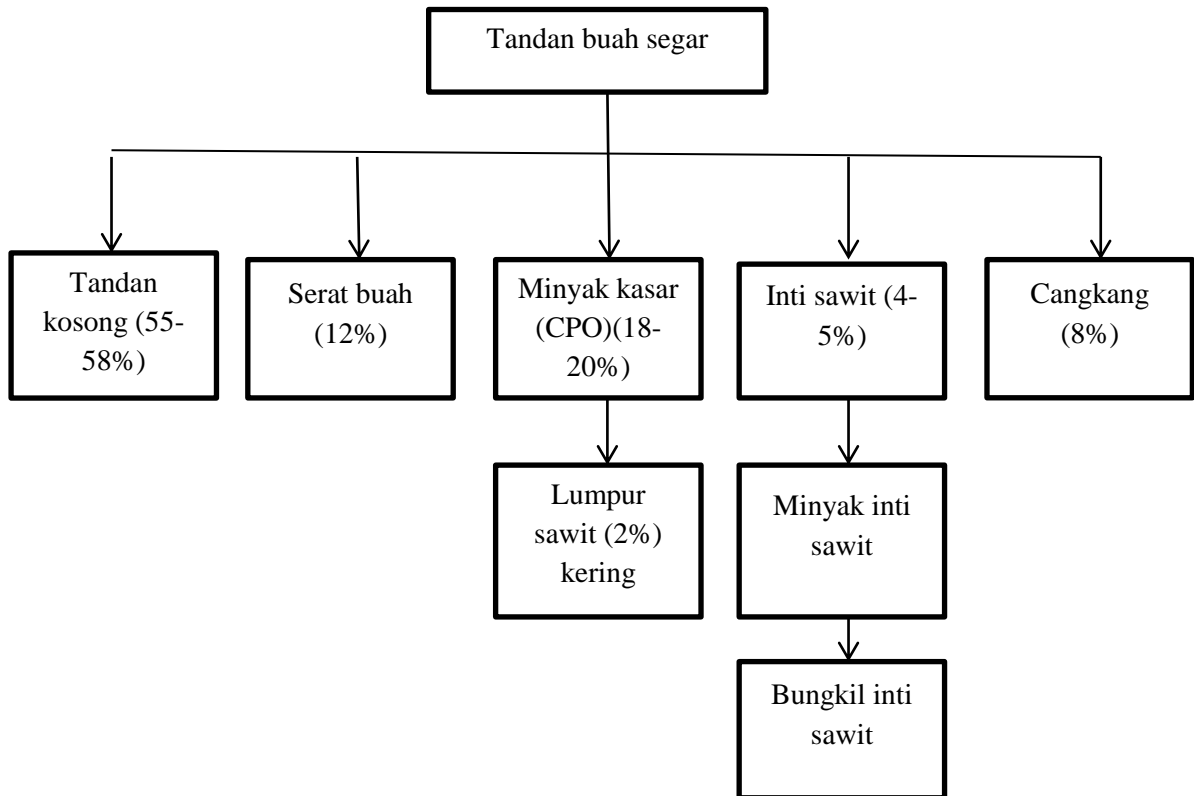 Tandan buah segar
Tandan
kosong (55-
58%)
Serat buah
(12%)
Minyak kasar
(CPO)(18-
20%)
Inti sawit (4-
5%)
Cangkang
(8%)
Lumpur
sawit (2%)
kering
Minyak inti
sawit
Bungkil inti
sawit